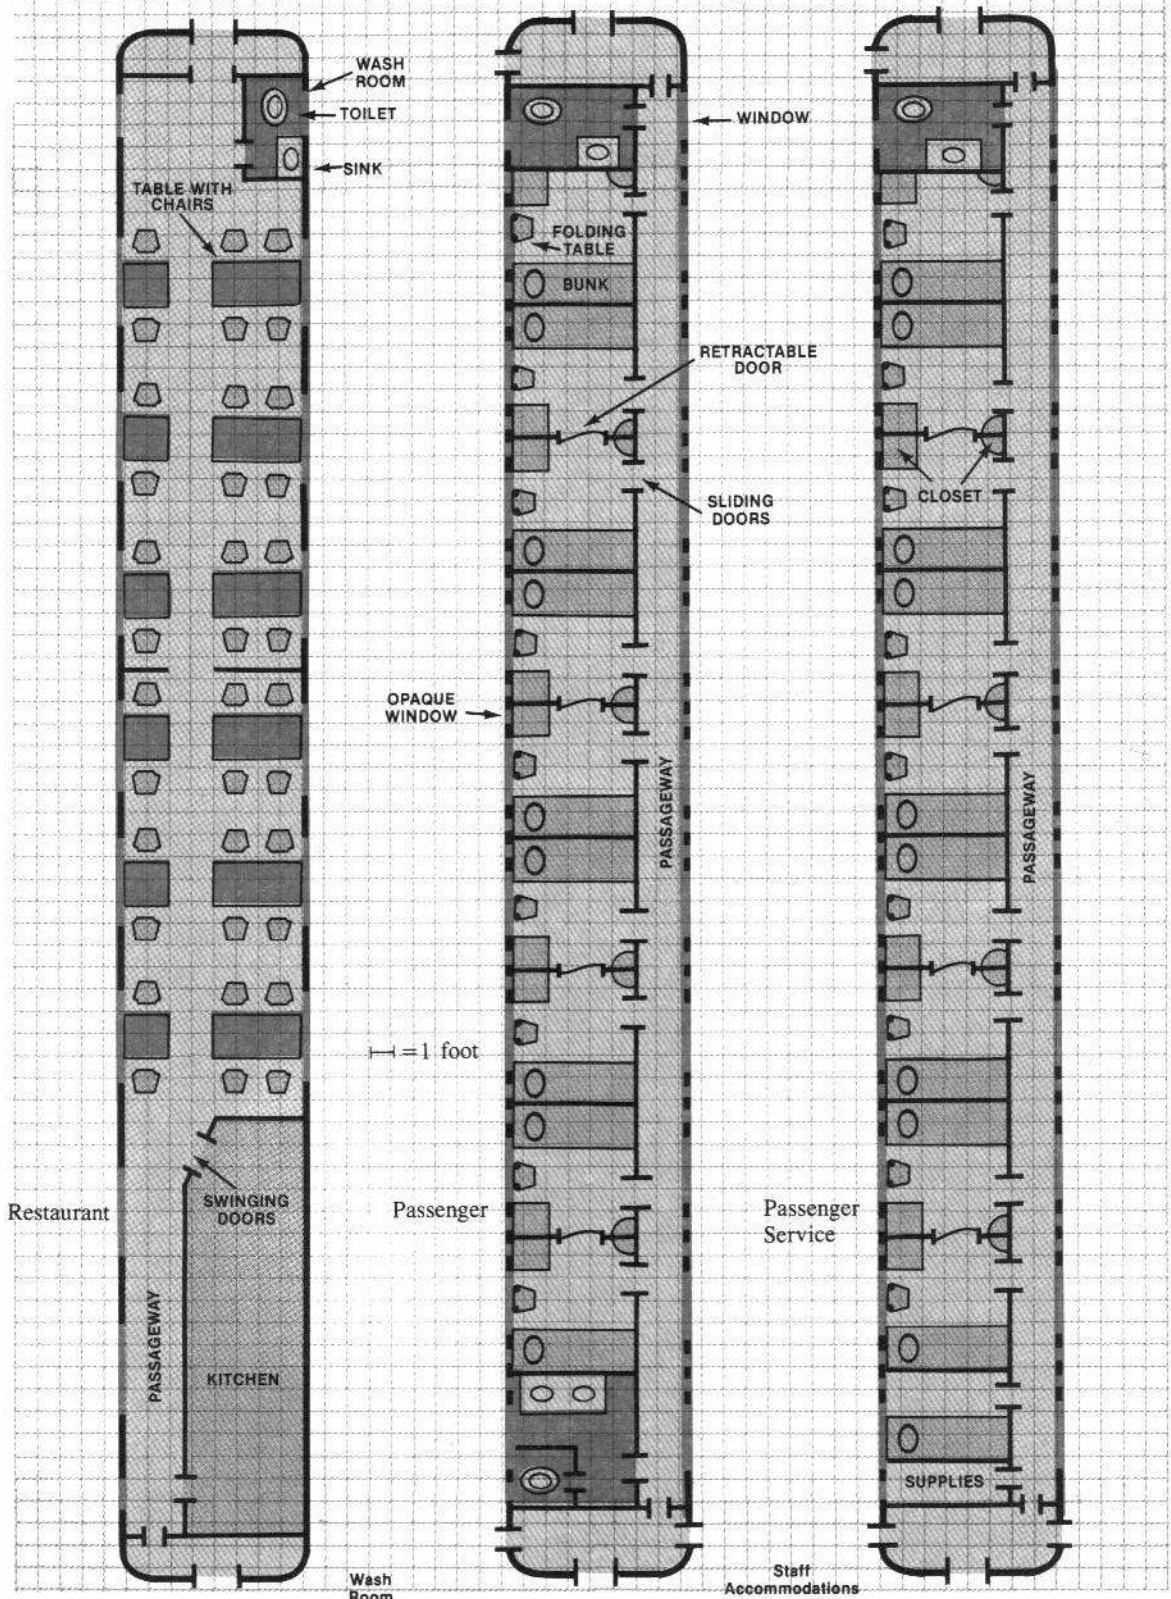 WASH
ROOM
TOILET
SINK
TABLE WITH
CHAIRS
WINDOW
FOLDING
TABLE
BUNK
RETRACTABLE
DOOR
CLOSET
SLIDING
DOORS
OPAQUE
WINDOW
PASSAGEWAY
PASSAGEWAY
=1 foot
SWINGING
DOORS
Restaurant
Passenger
Passenger
Service
PASSAGEWAY
KITCHEN
SUPPLIES
Wash
Room
Staff
Accommodations